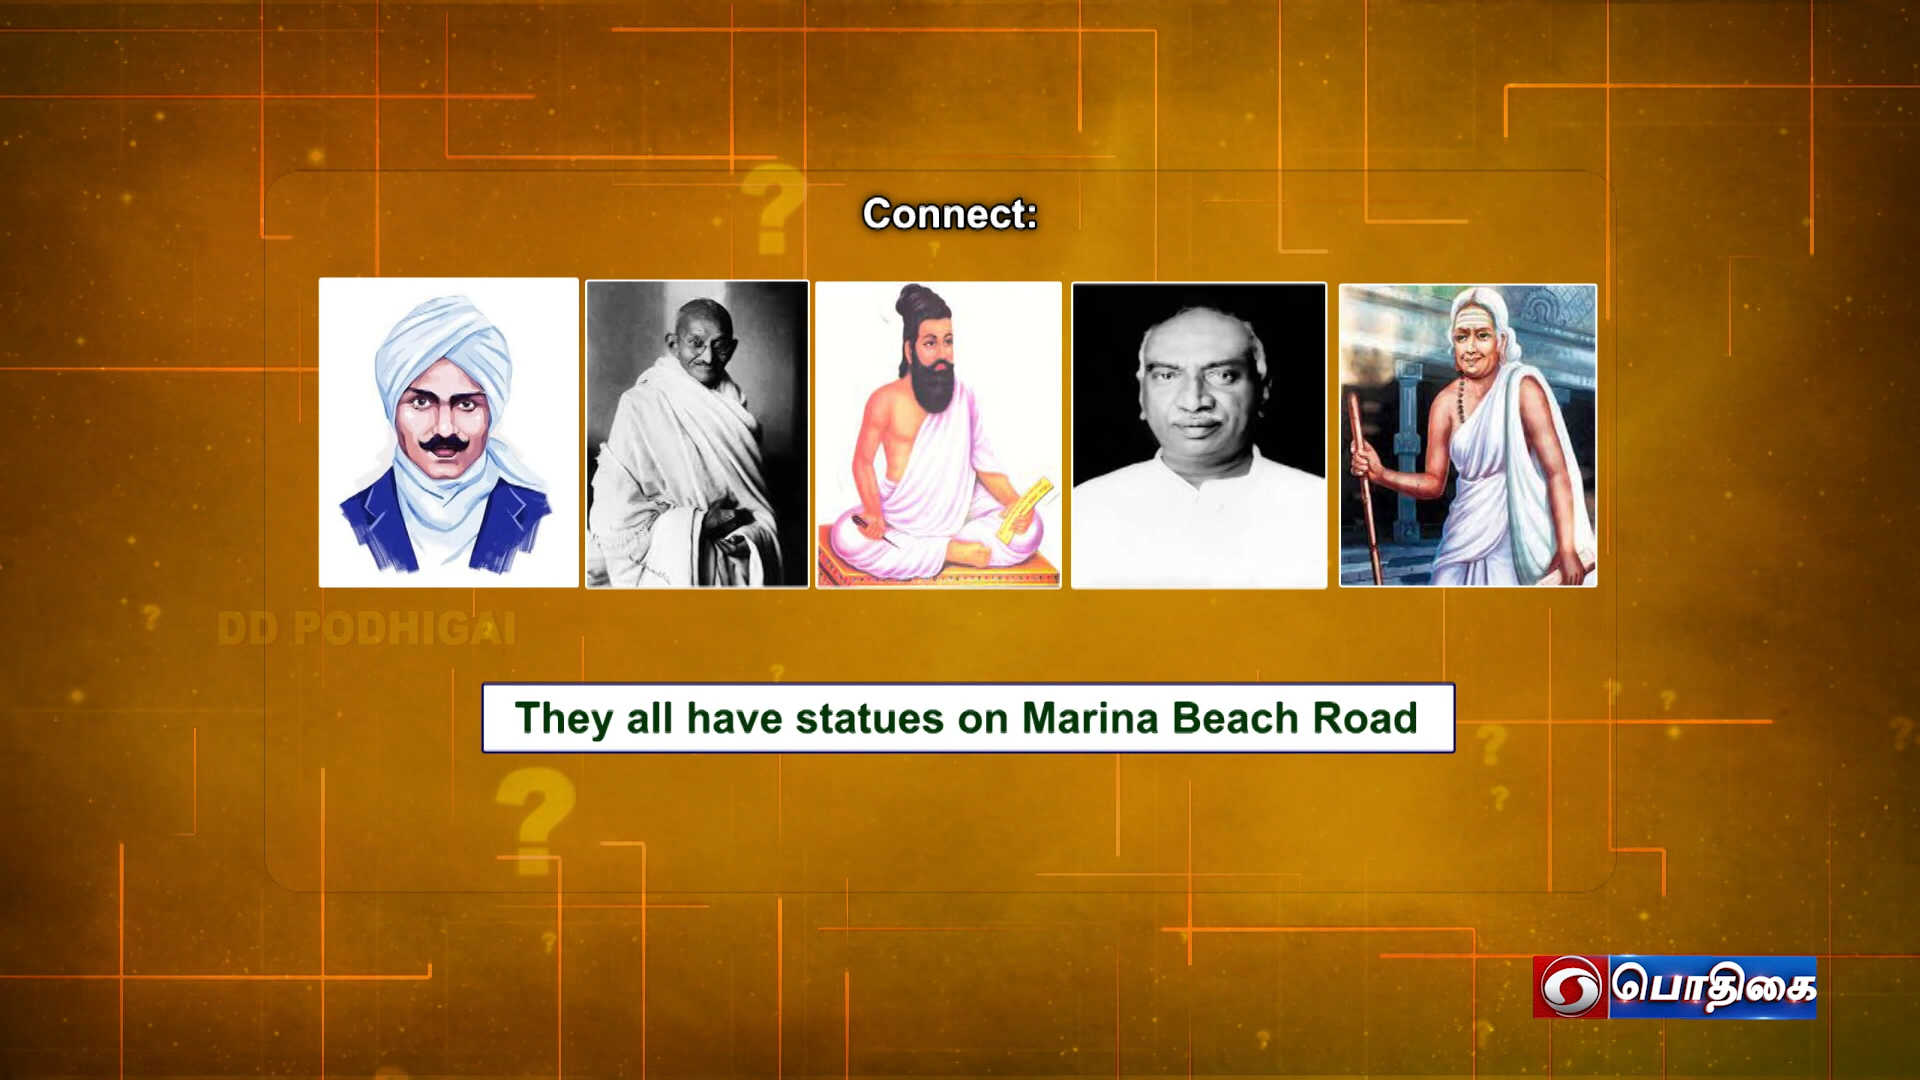 Connect:
DD PODHIGAI
They all have statues on Marina Beach Road
பொதிகை